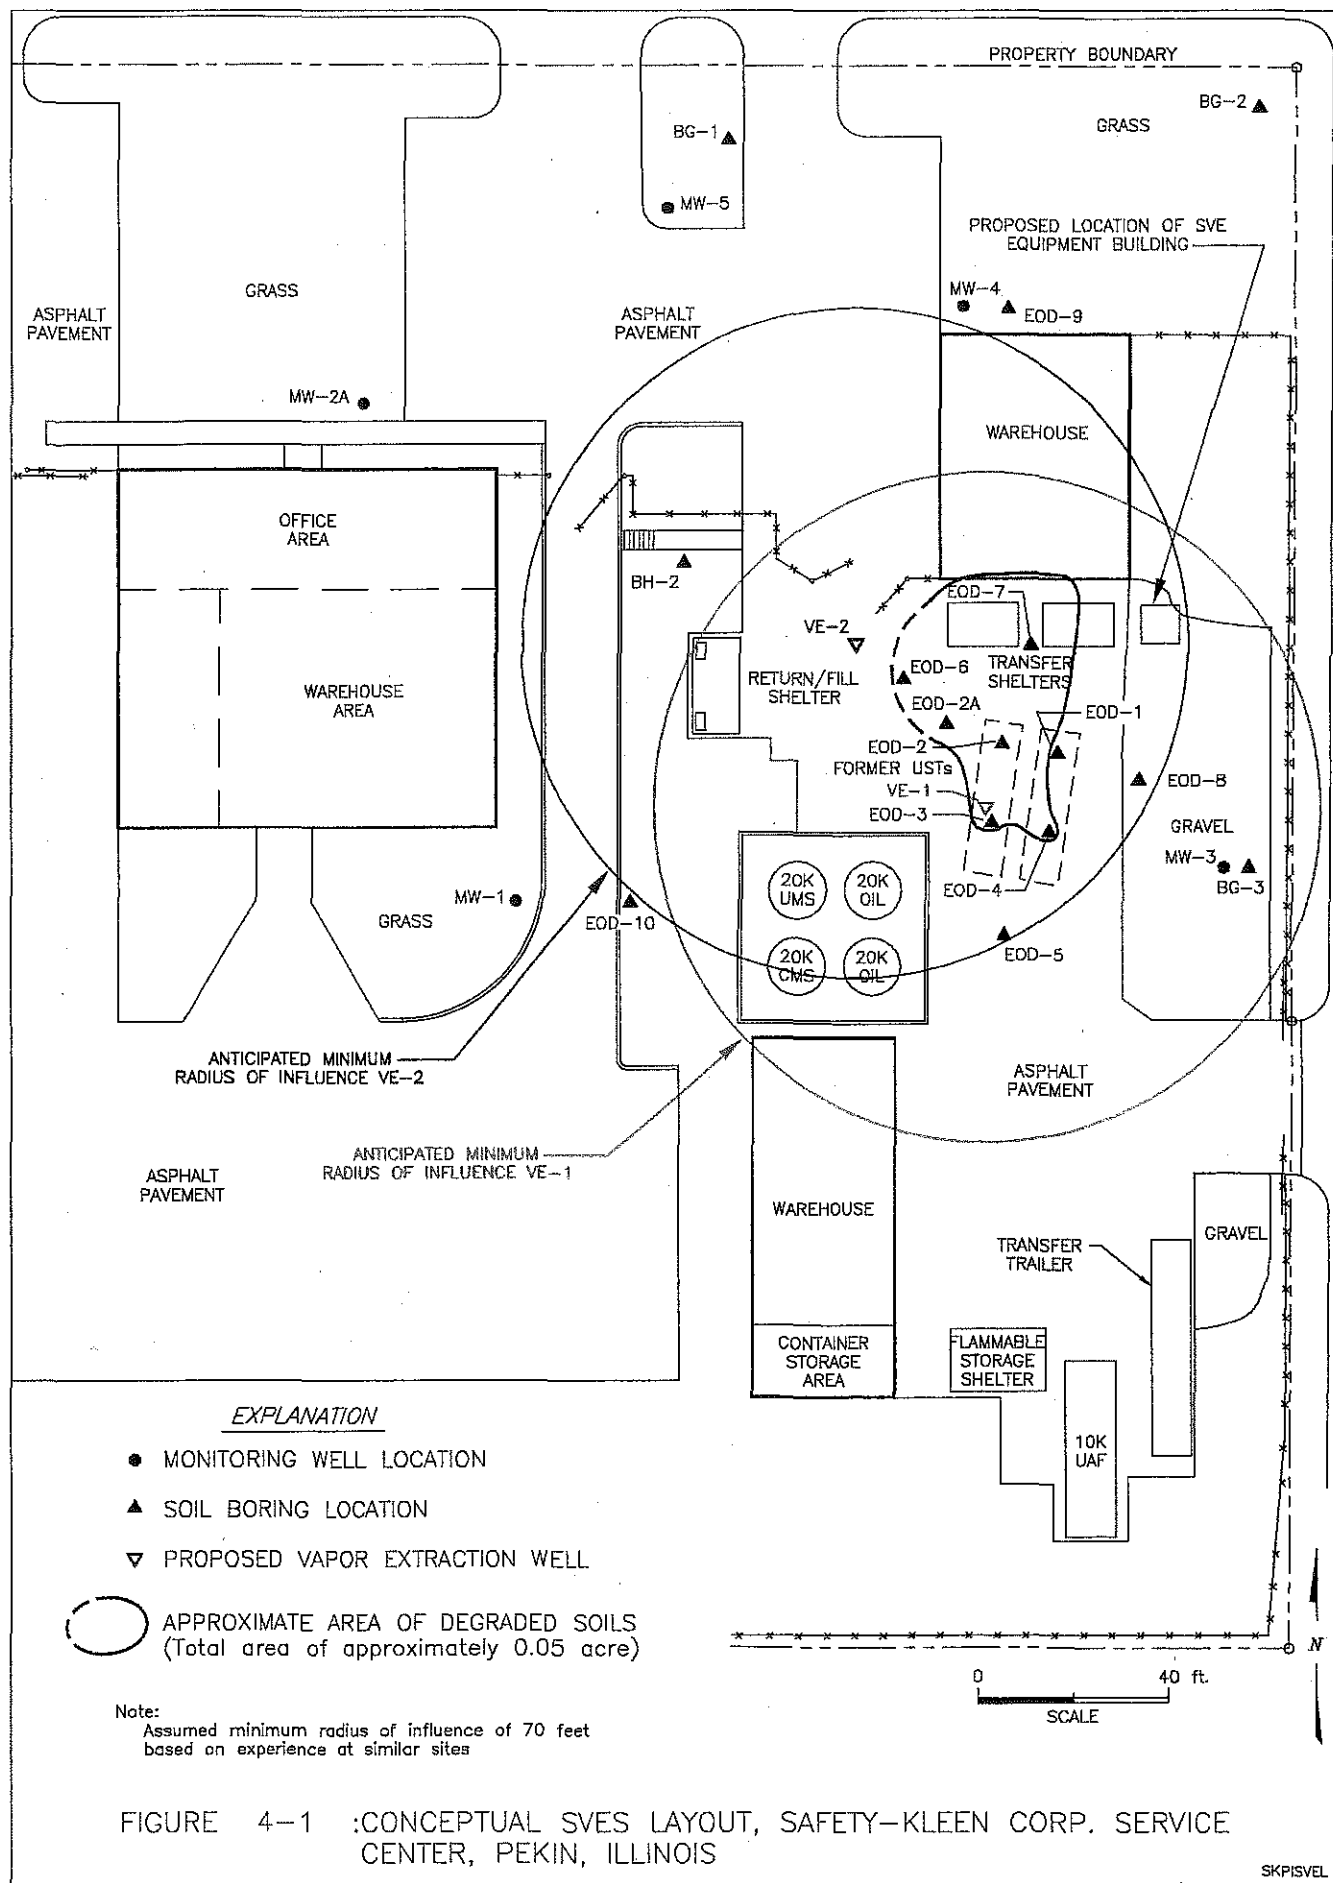 PROPERTY BOUNDARY
BG-2
GRASS
BG-1
MW-5
PROPOSED LOCATION OF SVE
EQUIPMENT BUILDING
GRASS
MW-4
EOD-9
ASPHALT
PAVEMENT
ASPHALT
PAVEMENT
MW-2A
WAREHOUSE
OFFICE
AREA
BH-2
EOD-7
VE-2
EOD-6
TRANSFER
SHELTERS
RETURN/FILL
SHELTER
WAREHOUSE
AREA
EOD-2A
EOD-1
EOD-2
FORMER USTs
VE-1
EOD-3
EOD-8
GRAVEL
MW-3
BG-3
EOD-4
20K
UMS
20K
OIL
MW-1
GRASS
EOD-10
EOD-5
20K
CMS
20K
OIL
ANTICIPATED MINIMUM
RADIUS OF INFLUENCE VE-2
ASPHALT
PAVEMENT
ANTICIPATED MINIMUM
RADIUS OF INFLUENCE VE-1
ASPHALT
PAVEMENT
WAREHOUSE
GRAVEL
TRANSFER
TRAILER
CONTAINER
STORAGE
AREA
FLAMMABLE
STORAGE
SHELTER
10K
UAF
EXPLANATION
MONITORING WELL LOCATION
SOIL BORING LOCATION
PROPOSED VAPOR EXTRACTION WELL
APPROXIMATE AREA OF DEGRADED SOILS
(Total area of approximately 0.05 acre)
N
0 40 ft.
SCALE
Note:
Assumed minimum radius of influence of 70 feet
based on experience at similar sites
FIGURE 4-1 :CONCEPTUAL SVES LAYOUT, SAFETY-KLEEN CORP. SERVICE
CENTER, PEKIN, ILLINOIS
SKPISVEL